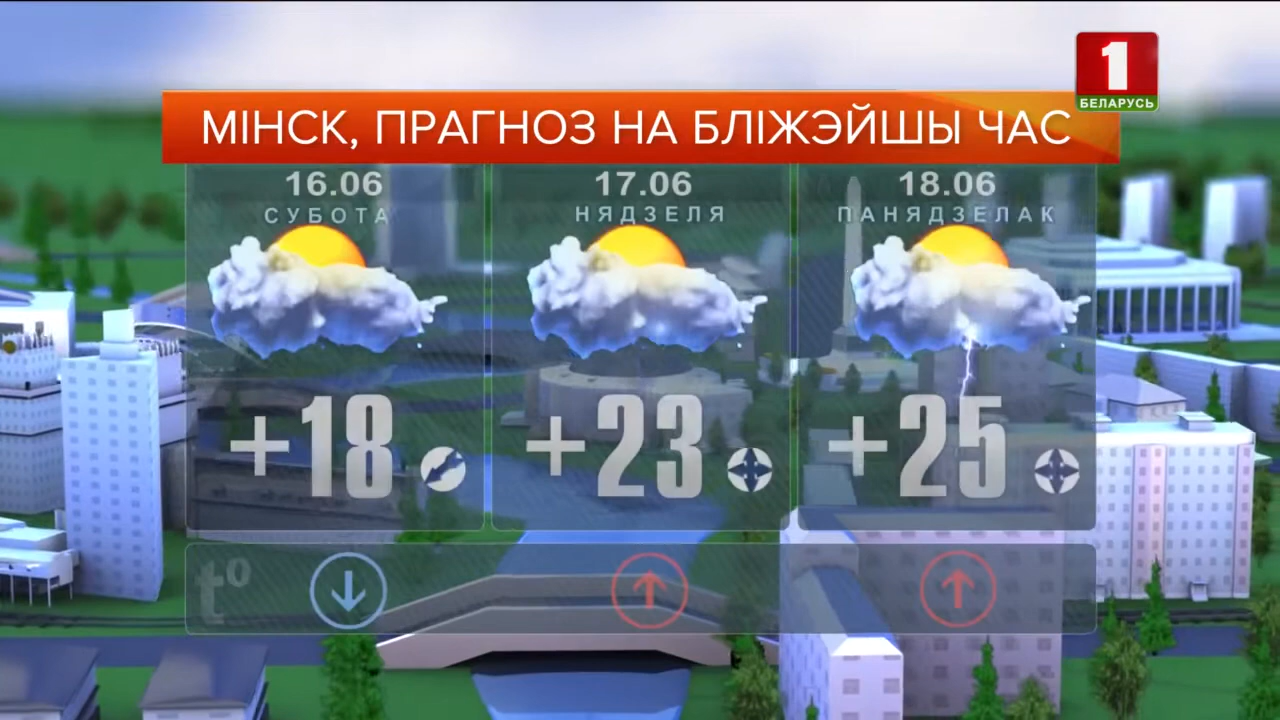 1
БЕЛАРУСЬ
МІНСК, ПРАГНОЗ НА БЛІЖЭЙШЫ ЧАС
16.06
СУБОТА
+18
17.06
НЯДЗЕЛЯ
+23
18.06
ПАНЯДЗЕЛАК
+25
t°